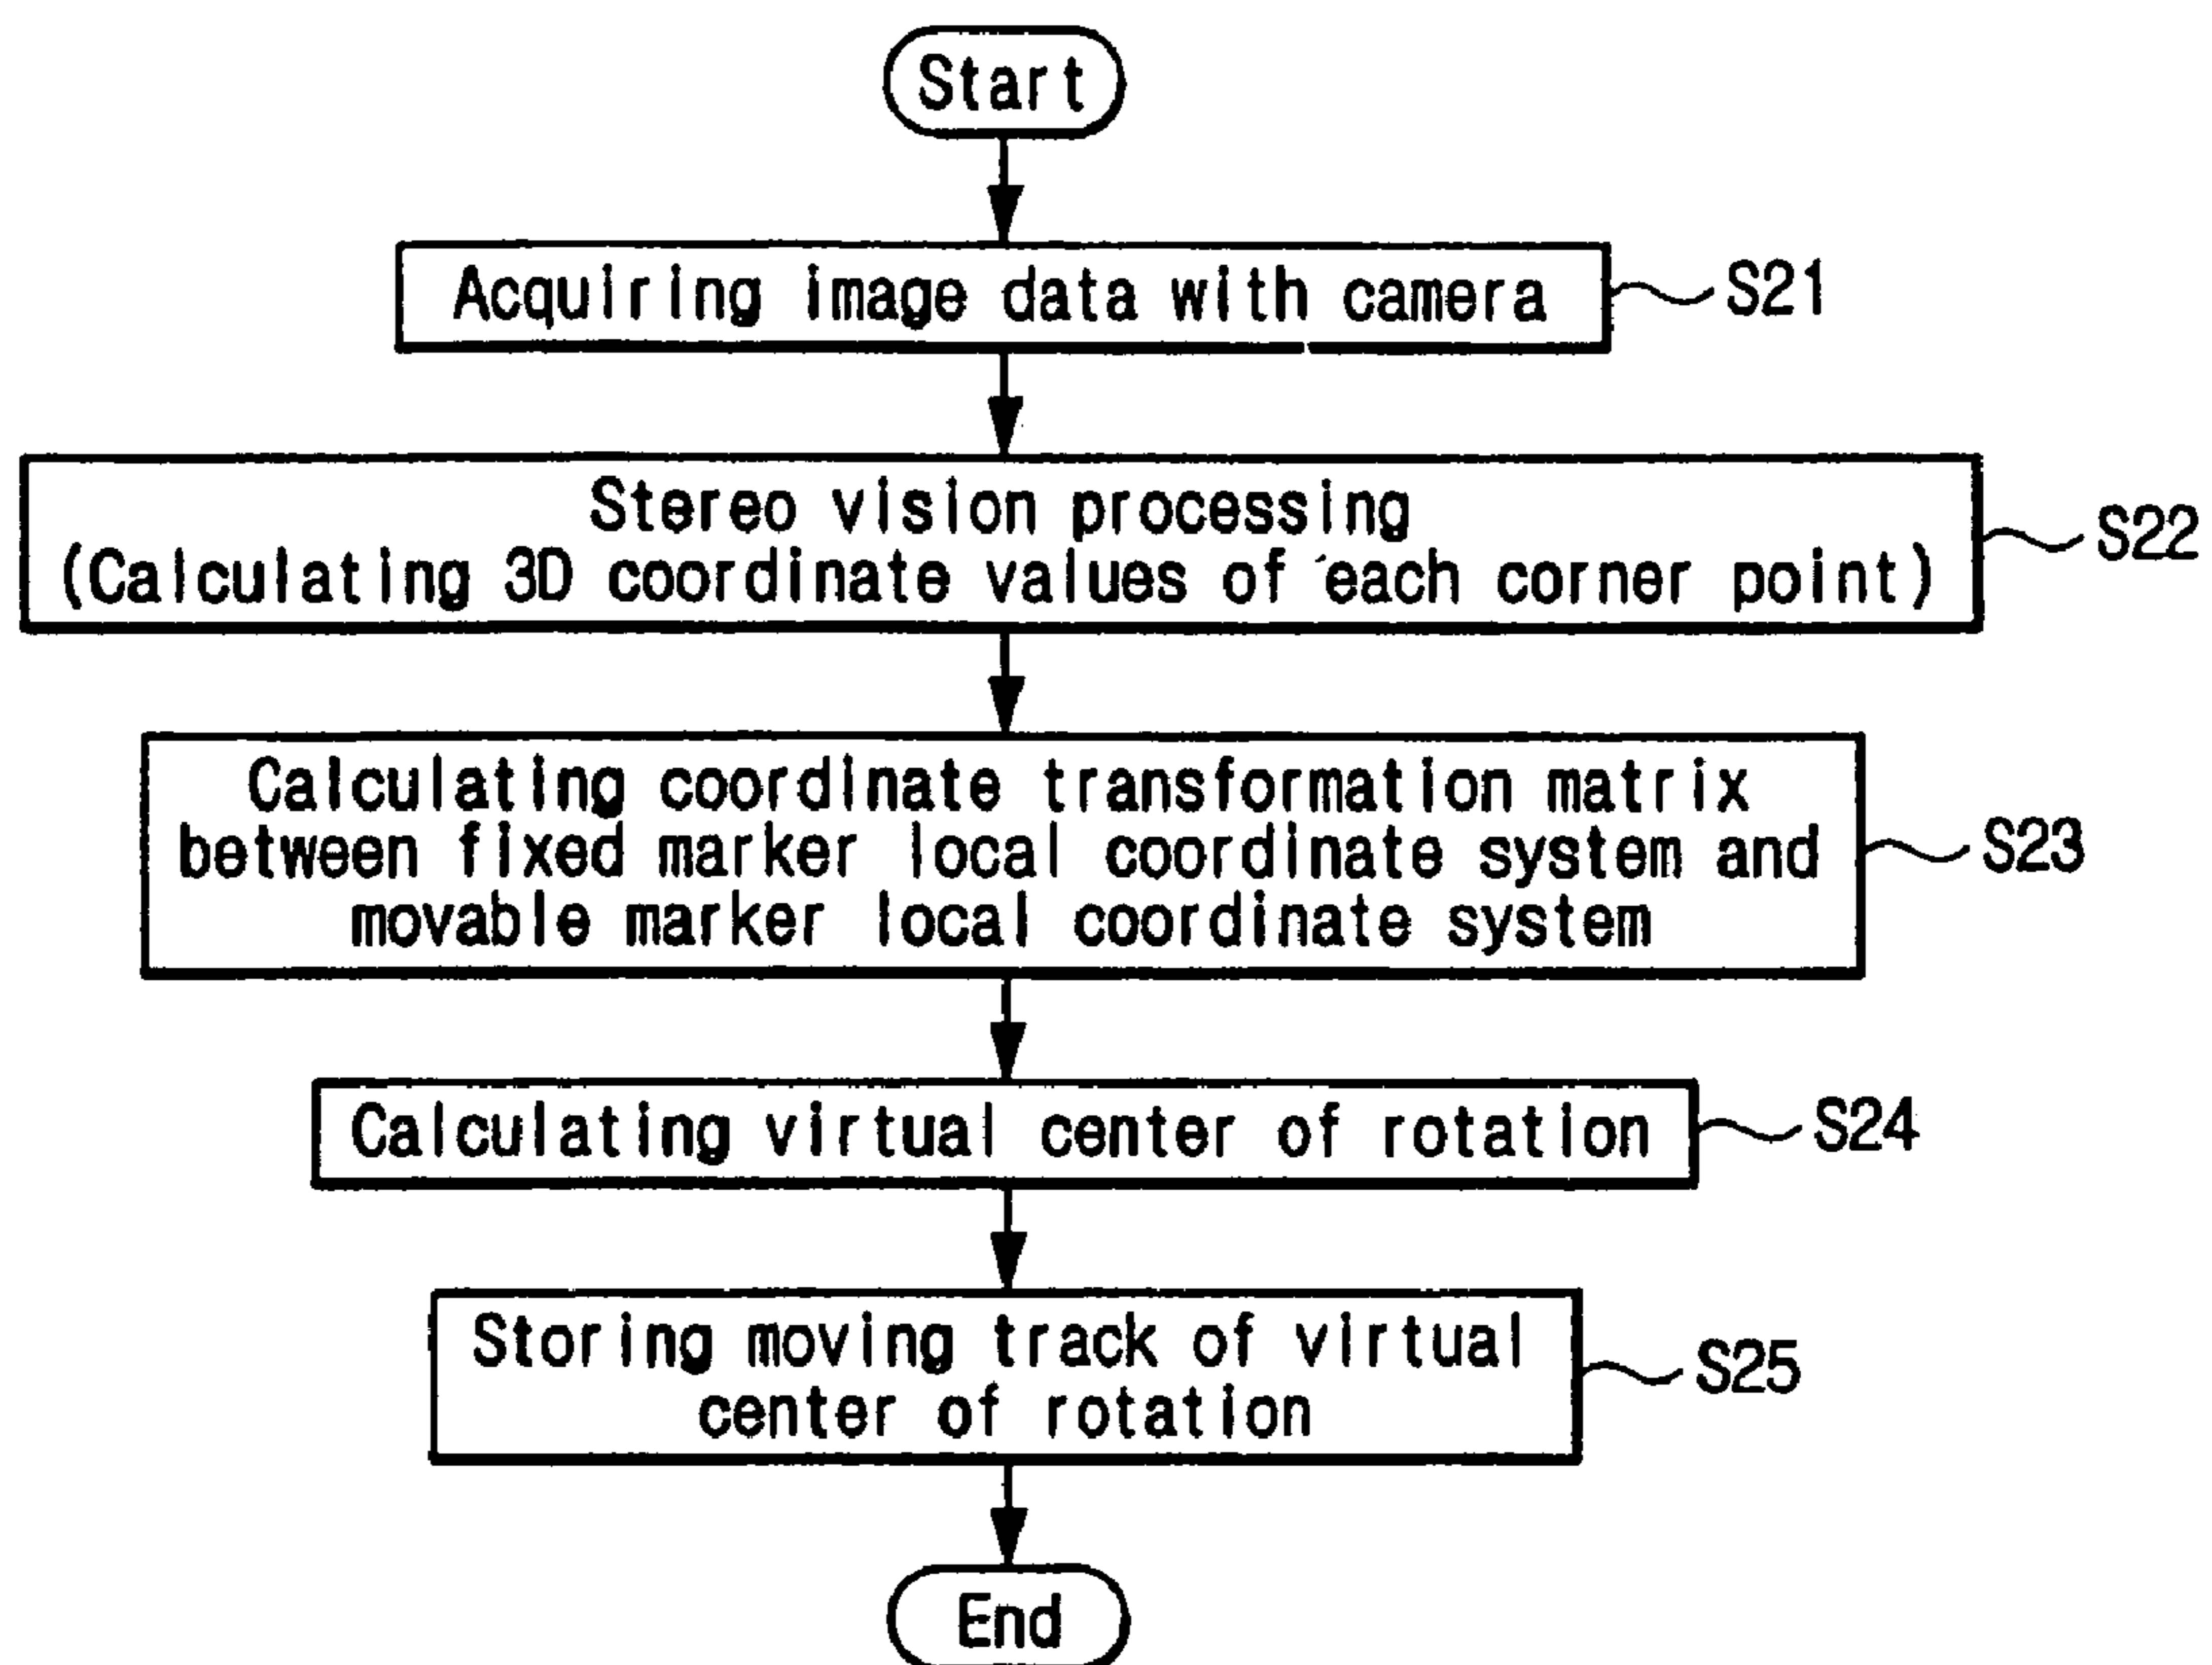 Start
Acquiring image data with camera
S21
Stereo vision processing
(Calculating 3D coordinate values of each corner point)
S22
Calculating coordinate transformation matrix
between fixed marker local coordinate system and
movable marker local coordinate system
S23
Calculating virtual center of rotation
S24
Storing moving track of virtual
center of rotation
S25
End